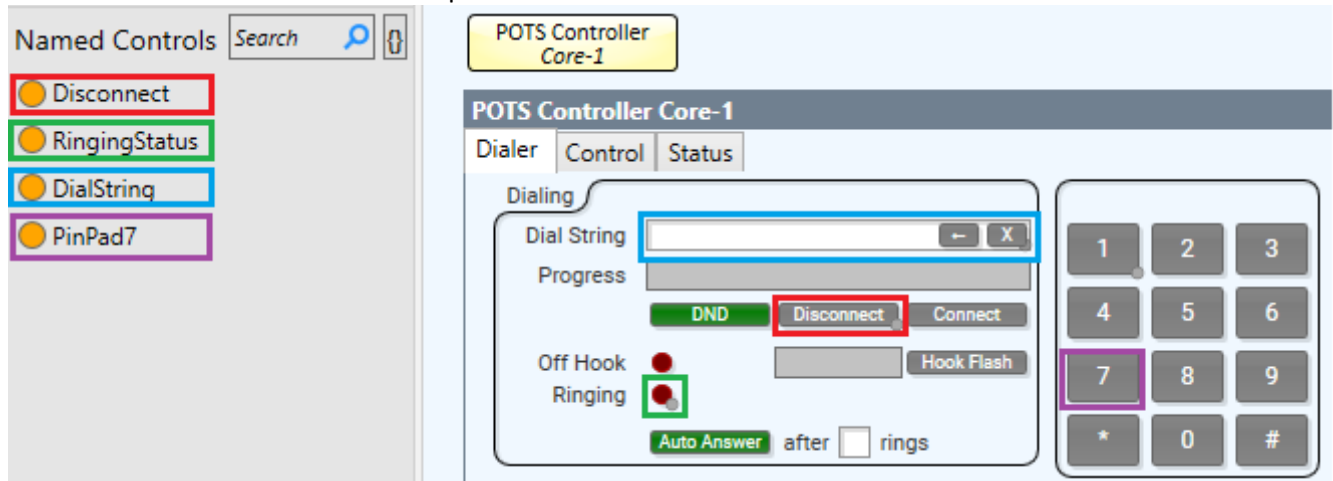 Named Controls Search {}
Disconnect
RingingStatus
DialString
PinPad7
POTS Controller
Core-1
POTS Controller Core-1
Dialer Control Status
Dialing
Dial String ← X
Progress
DND Disconnect Connect
Off Hook Hook Flash
Ringing
Auto Answer after rings
1 2 3
4 5 6
7 8 9
* 0 #